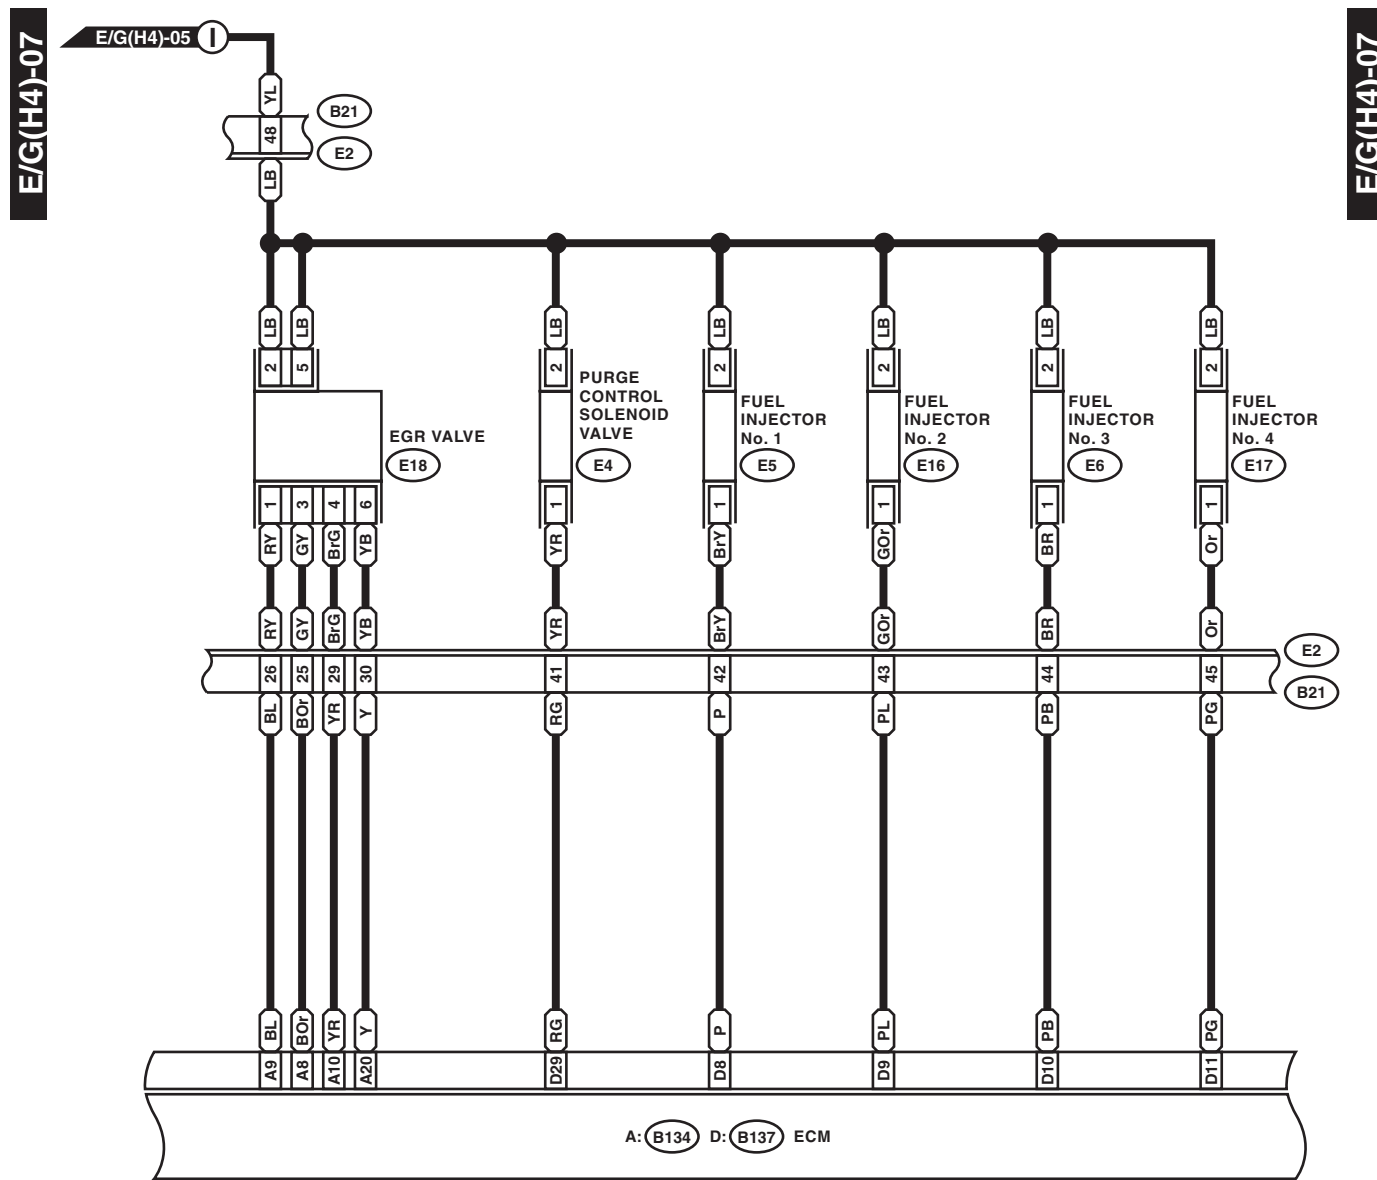 E/G(H4)-07
E/G(H4)-05 I
E/G(H4)-07
YL
B21
48
E2
LB
LB LB LB LB LB LB LB
2 5 2 2 2 2 2
EGR VALVE
E18
PURGE
CONTROL
SOLENOID
VALVE
E4
FUEL
INJECTOR
No. 1
E5
FUEL
INJECTOR
No. 2
E16
FUEL
INJECTOR
No. 3
E6
FUEL
INJECTOR
No. 4
E17
1 3 4 6 1 1 1 1 1
RY GY BrG YB YR BrY GOr BR Or
RY GY BrG YB YR BrY GOr BR Or
E2
26 25 29 30 41 42 43 44 45
B21
BL BOr YR Y RG P PL PB PG
BL BOr YR Y RG P PL PB PG
A9 A8 A10 A20 D29 D8 D9 D10 D11
A: B134 D: B137 ECM